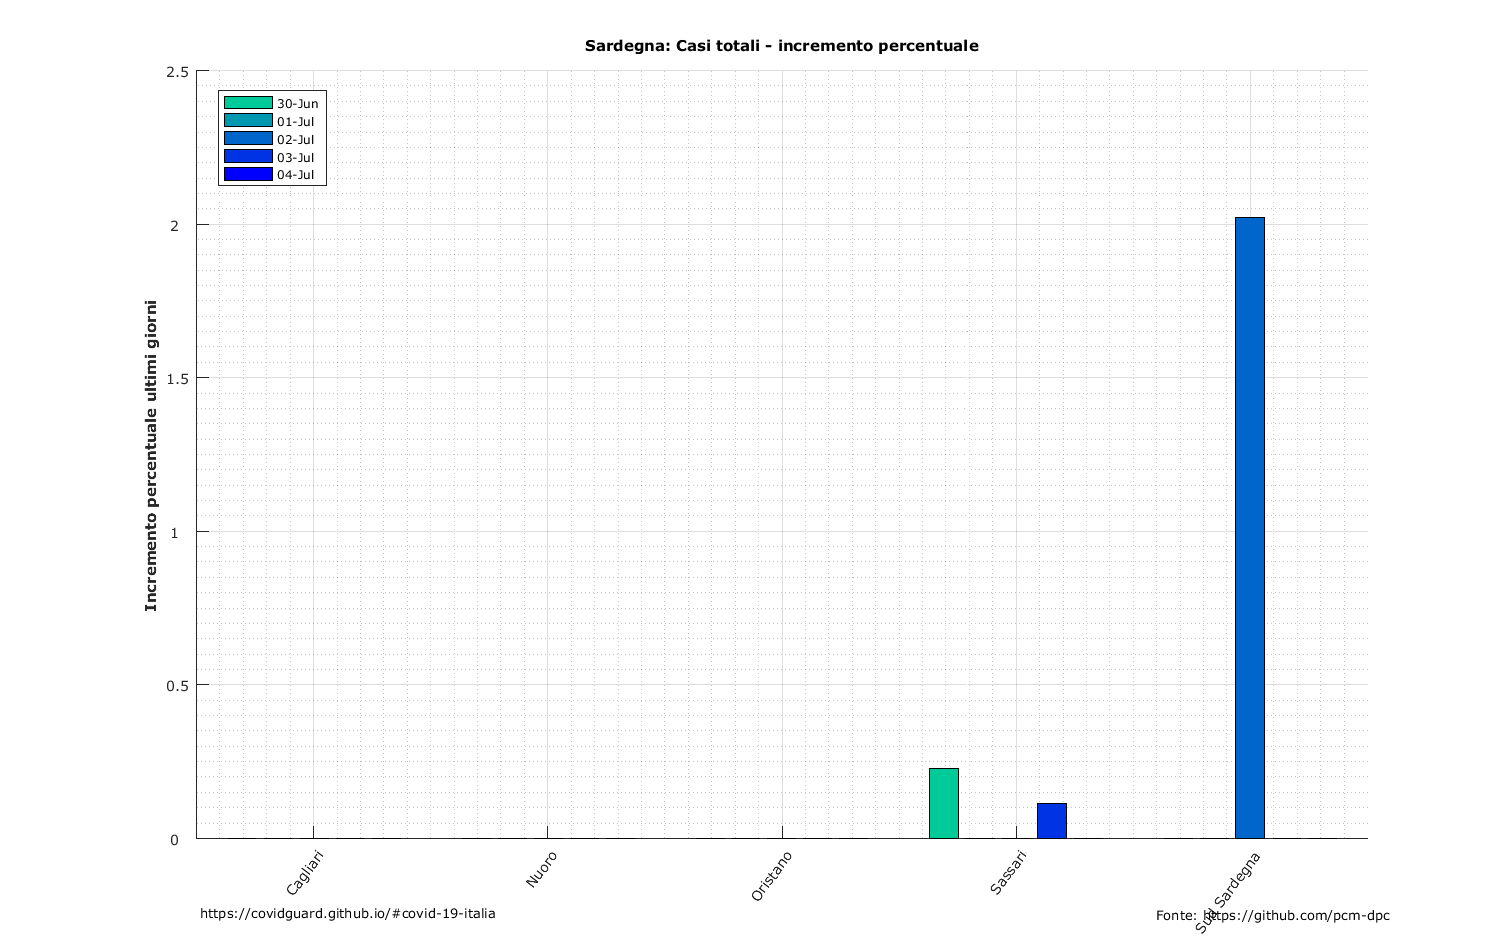 Sardegna: Casi totali - incremento percentuale
2.5
2
1.5
1
0.5
0
Incremento percentuale ultimi giorni
30-Jun
01-Jul
02-Jul
03-Jul
04-Jul
Cagliari
Nuoro
Oristano
Sassari
Sud Sardegna
https://covidguard.github.io/#covid-19-italia
Fonte: https://github.com/pcm-dpc